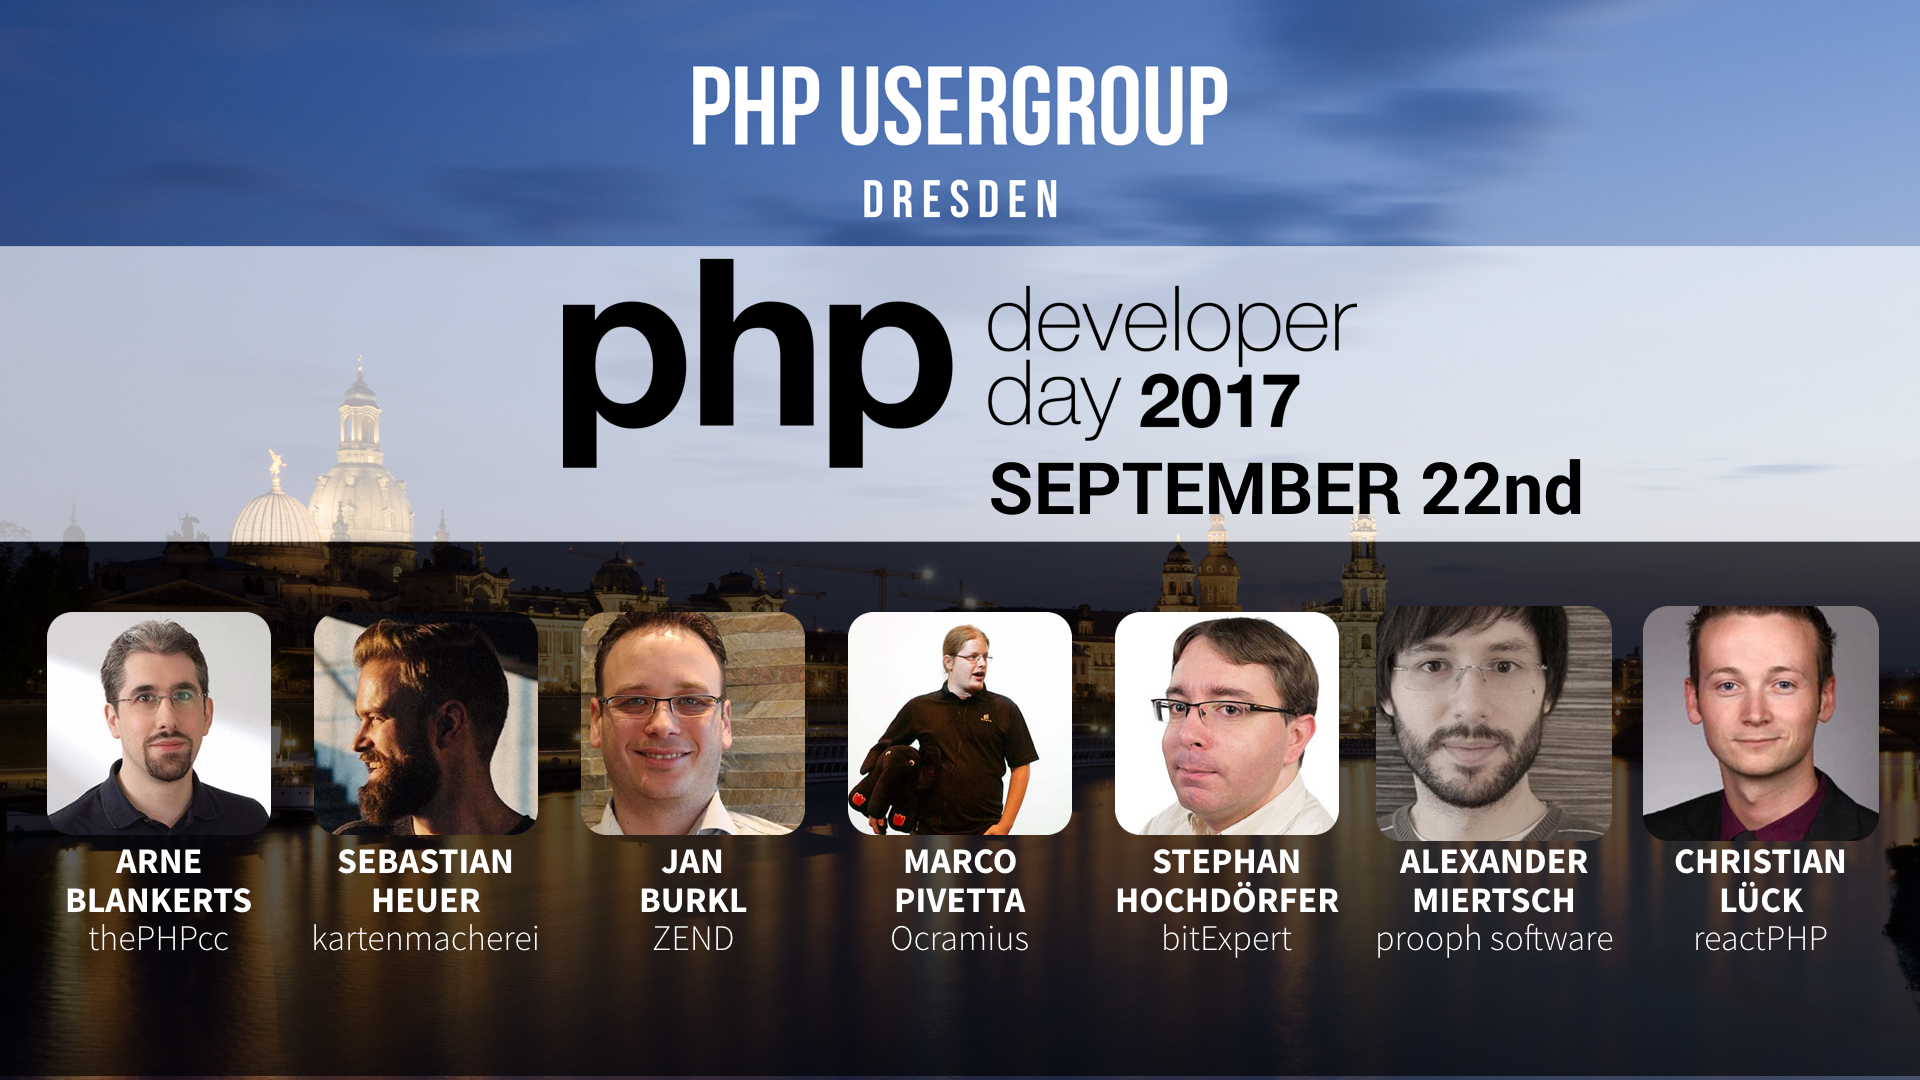 PHP USERGROUP
DRESDEN
php developer
day 2017
SEPTEMBER 22nd
ARNE
BLANKERTS
thePHPcc
SEBASTIAN
HEUER
kartenmacherei
JAN
BURKL
ZEND
MARCO
PIVETTA
Ocramius
STEPHAN
HOCHDÖRFER
bitExpert
ALEXANDER
MIERTSCH
prooph software
CHRISTIAN
LÜCK
reactPHP